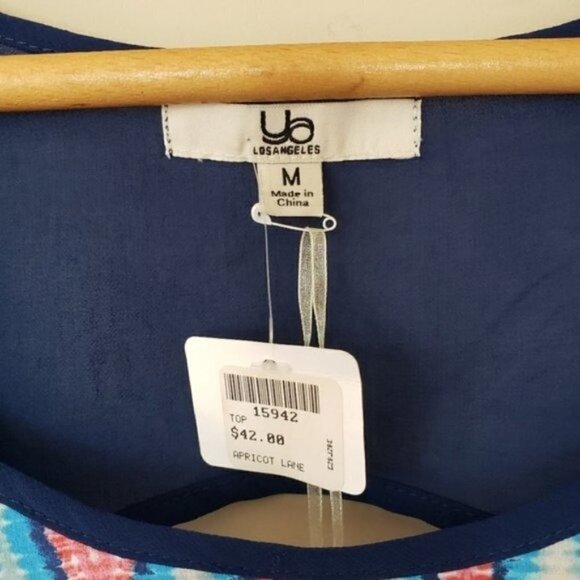 Ya
LOS ANGELES
M
Made in
China
15942
TOP
$42.00
APRICOT LANE